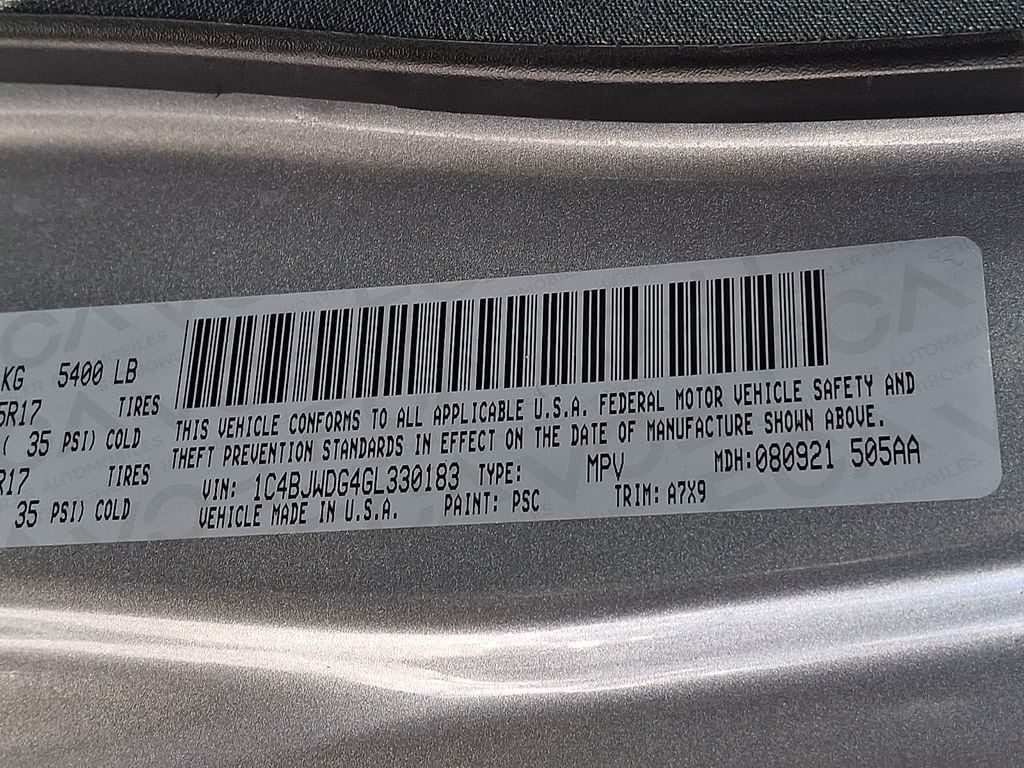 KG 5400 LB
5R17 TIRES
( 35 PSI) COLD
R17 TIRES
35 PSI) COLD
THIS VEHICLE CONFORMS TO ALL APPLICABLE U.S.A. FEDERAL MOTOR VEHICLE SAFETY AND
THEFT PREVENTION STANDARDS IN EFFECT ON THE DATE OF MANUFACTURE SHOWN ABOVE.
VIN: 1C4BJWDG4GL330183 TYPE: MPV MDH: 080921 505AA
VEHICLE MADE IN U.S.A. PAINT: PSC TRIM: A7X9